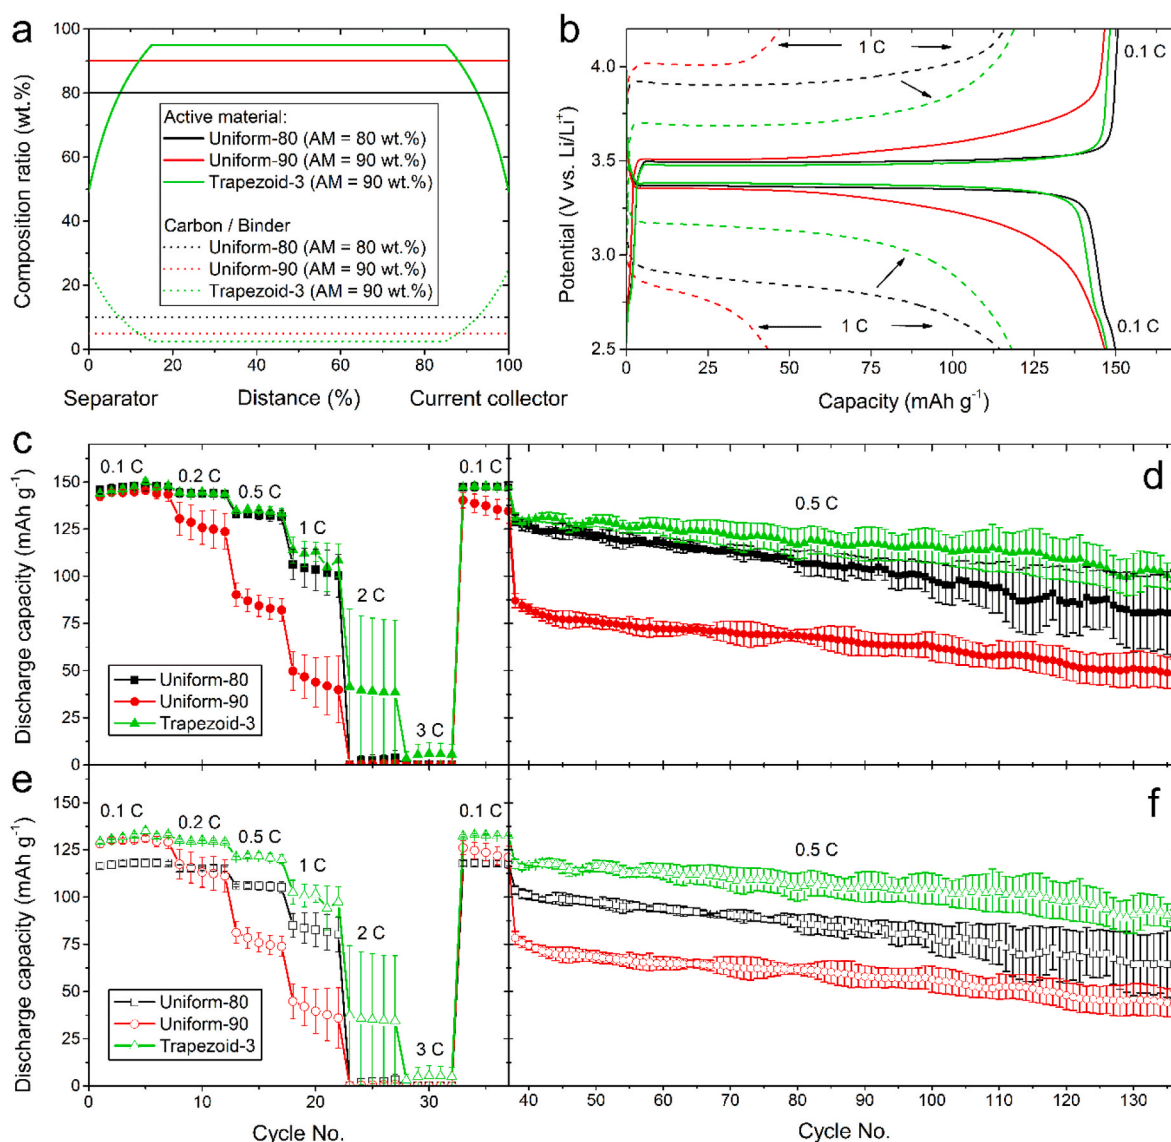 a
Composition ratio (wt.%)
100
80
60
40
20
0
Active material:
Uniform-80 (AM = 80 wt.%)
Uniform-90 (AM = 90 wt.%)
Trapezoid-3 (AM = 90 wt.%)
Carbon / Binder
Uniform-80 (AM = 80 wt.%)
Uniform-90 (AM = 90 wt.%)
Trapezoid-3 (AM = 90 wt.%)
0 20 40 60 80 100
Separator Distance (%) Current collector
b
Potential (V vs. Li/Li⁺)
4.0
3.5
3.0
2.5
1 C
0.1 C
1 C
0.1 C
0 25 50 75 100 125 150
Capacity (mAh g⁻¹)
c
Discharge capacity (mAh g⁻¹)
150
125
100
75
50
25
0
0.1 C
0.2 C
0.5 C
1 C
2 C
3 C
0.1 C
Uniform-80
Uniform-90
Trapezoid-3
d
0.5 C
e
Discharge capacity (mAh g⁻¹)
150
125
100
75
50
25
0
0.1 C
0.2 C
0.5 C
1 C
2 C
3 C
0.1 C
Uniform-80
Uniform-90
Trapezoid-3
0 10 20 30
Cycle No.
f
0.5 C
40 50 60 70 80 90 100 110 120 130
Cycle No.